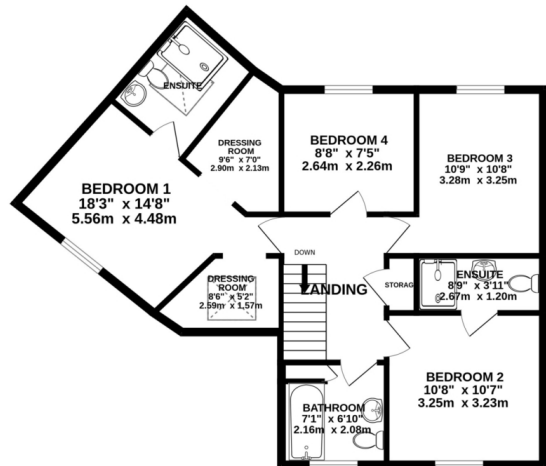 ENSUITE
DRESSING
ROOM
9'6" x 7'0"
2.90m x 2.13m
BEDROOM 4
8'8" x 7'5"
2.64m x 2.26m
BEDROOM 3
10'9" x 10'8"
3.28m x 3.25m
BEDROOM 1
18'3" x 14'8"
5.56m x 4.48m
DOWN
LANDING
STORAG
ENSUITE
8'9" x 3'11"
2.67m x 1.20m
DRESSING
ROOM
8'6" x 5'2"
2.59m x 1.57m
BEDROOM 2
10'8" x 10'7"
3.25m x 3.23m
BATHROOM
7'1" x 6'10"
2.16m x 2.08m